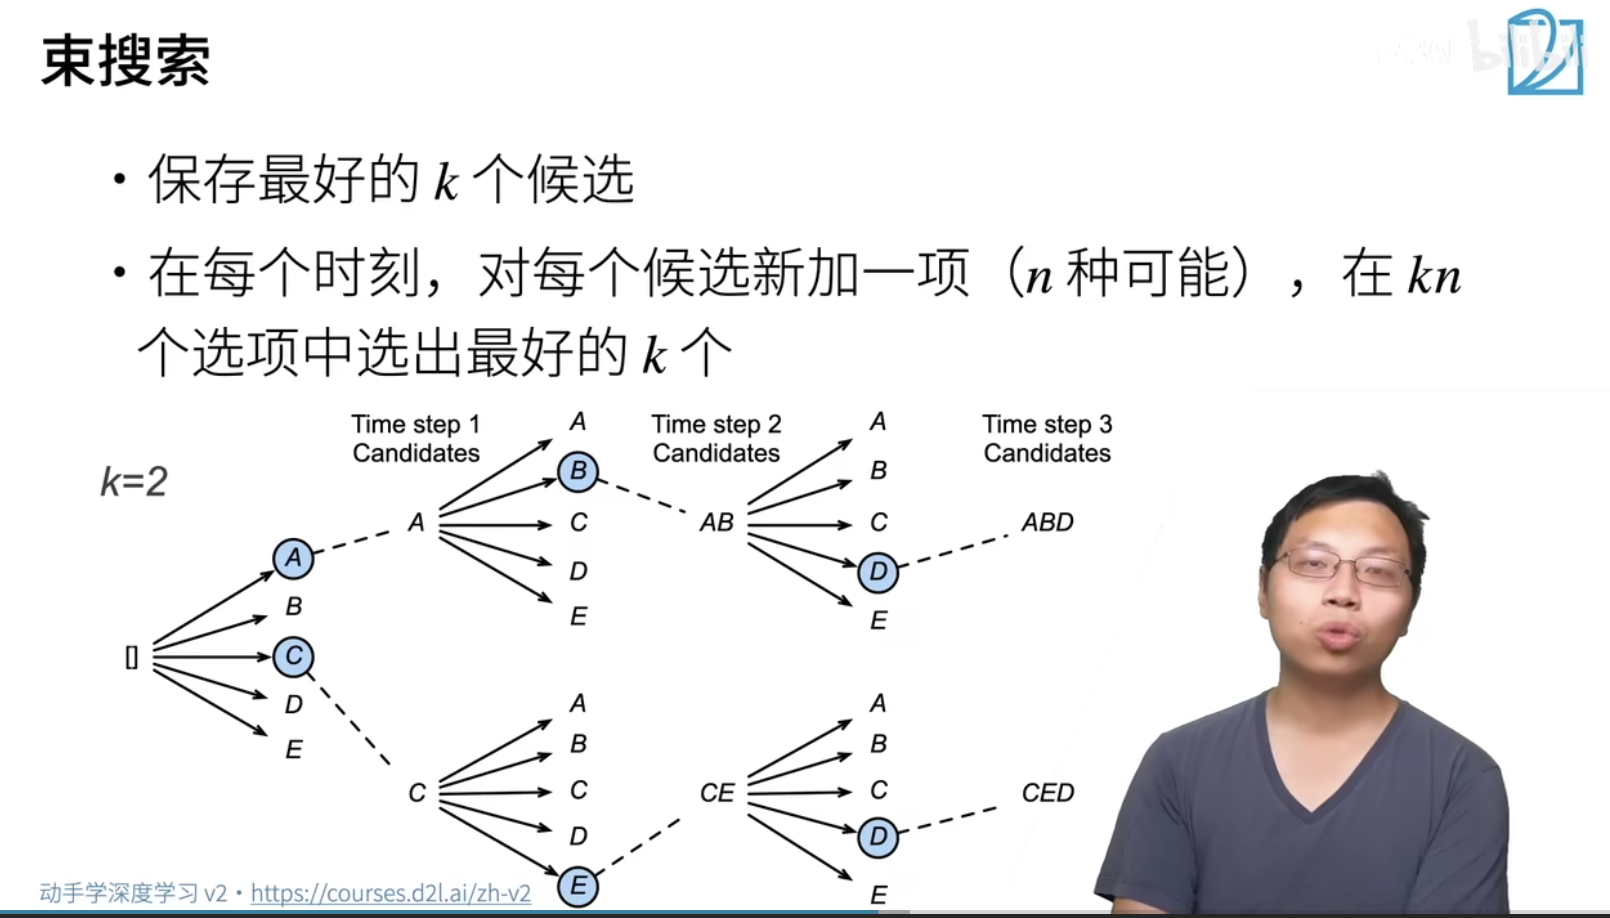 束搜索
bilibili
• 保存最好的 k 个候选
• 在每个时刻，对每个候选新加一项（n 种可能），在 kn
个选项中选出最好的 k 个
k=2
Time step 1
Candidates
Time step 2
Candidates
Time step 3
Candidates
[]
A
B
C
D
E
A
C
A
B
C
D
E
A
B
C
D
E
AB
CE
A
B
C
D
E
A
B
C
D
E
ABD
CED
动手学深度学习 v2 • https://courses.d2l.ai/zh-v2